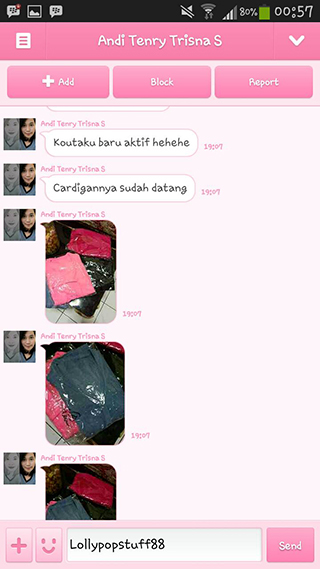 80% 00:57
Andi Tenry Trisna S
Add
Block
Report
Andi Tenry Trisna S
Koutaku baru aktif hehehe
19:07
Andi Tenry Trisna S
Cardigannya sudah datang
19:07
Andi Tenry Trisna S
19:07
Andi Tenry Trisna S
19:07
Andi Tenry Trisna S
Lollypopstuff88
Send